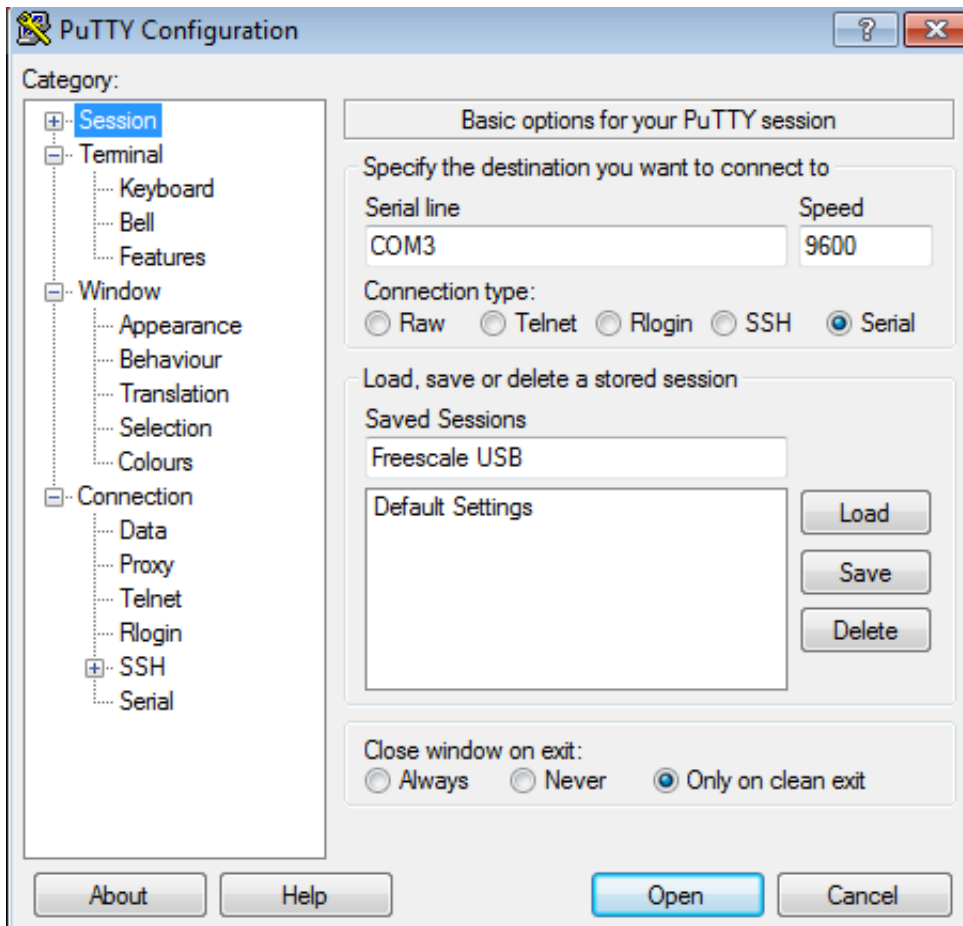 PuTTY Configuration
Category:
Session
Terminal
Keyboard
Bell
Features
Window
Appearance
Behaviour
Translation
Selection
Colours
Connection
Data
Proxy
Telnet
Rlogin
SSH
Serial
Basic options for your PuTTY session
Specify the destination you want to connect to
Serial line Speed
COM3 9600
Connection type:
Raw Telnet Rlogin SSH Serial
Load, save or delete a stored session
Saved Sessions
Freescale USB
Default Settings
Load
Save
Delete
Close window on exit:
Always Never Only on clean exit
About Help Open Cancel